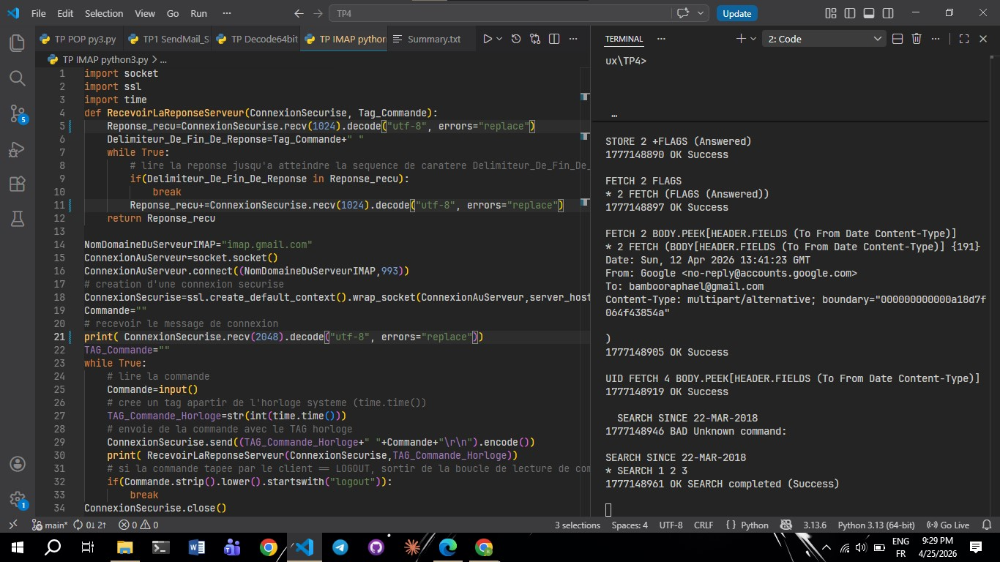 File Edit Selection View Go Run ···
TP4
Update
TP POP py3.py TP1 SendMail_S TP Decode64bit TP IMAP python Summary.txt
TP IMAP python3.py > ...
1 import socket
2 import ssl
3 import time
4 def RecevoirLaReponseServeur(ConnexionSecurise, Tag_Commande):
5 Reponse_recu=ConnexionSecurise.recv(1024).decode("utf-8", errors="replace")
6 Delimiteur_De_Fin_De_Reponse=Tag_Commande+" "
7 while True:
8 # lire la reponse jusqu'a atteindre la sequence de caratere Delimiteur_De_Fin_De_
9 if(Delimiteur_De_Fin_De_Reponse in Reponse_recu):
10 break
11 Reponse_recu+=ConnexionSecurise.recv(1024).decode("utf-8", errors="replace")
12 return Reponse_recu
13
14 NomDomaineDuServeurIMAP="imap.gmail.com"
15 ConnexionAuServeur=socket.socket()
16 ConnexionAuServeur.connect((NomDomaineDuServeurIMAP,993))
17 # creation d'une connexion securise
18 ConnexionSecurise=ssl.create_default_context().wrap_socket(ConnexionAuServeur,server_host
19 Commande=""
20 # recevoir le message de connexion
21 print( ConnexionSecurise.recv(2048).decode("utf-8", errors="replace"))
22 TAG_Commande=""
23 while True:
24 # lire la commande
25 Commande=input()
26 # cree un tag apartir de l'horloge systeme (time.time())
27 TAG_Commande_Horloge=str(int(time.time()))
28 # envoie de la commande avec le TAG horloge
29 ConnexionSecurise.send((TAG_Commande_Horloge+" "+Commande+"\r\n").encode())
30 print( RecevoirLaReponseServeur(ConnexionSecurise,TAG_Commande_Horloge))
31 # si la commande tapee par le client == LOGOUT, sortir de la boucle de lecture de com
32 if(Commande.strip().lower().startswith("logout")):
33 break
34 ConnexionSecurise.close()
TERMINAL ··· 2: Code
ux\TP4>
…
STORE 2 +FLAGS (Answered)
1777148890 OK Success
FETCH 2 FLAGS
* 2 FETCH (FLAGS (Answered))
1777148897 OK Success
FETCH 2 BODY.PEEK[HEADER.FIELDS (To From Date Content-Type)]
* 2 FETCH (BODY[HEADER.FIELDS (To From Date Content-Type)] {191}
Date: Sun, 12 Apr 2026 13:41:23 GMT
From: Google <no-reply@accounts.google.com>
To: bambooraphael@gmail.com
Content-Type: multipart/alternative; boundary="000000000000a18d7f
064f43854a"
)
1777148905 OK Success
UID FETCH 4 BODY.PEEK[HEADER.FIELDS (To From Date Content-Type)]
1777148919 OK Success
SEARCH SINCE 22-MAR-2018
1777148946 BAD Unknown command:
SEARCH SINCE 22-MAR-2018
* SEARCH 1 2 3
1777148961 OK SEARCH completed (Success)
5
1
main* 0↓ 2↑ 0 0 3 selections Spaces: 4 UTF-8 CRLF { } Python 3.13.6 Python 3.13 (64-bit) Go Live
ENG
FR
9:29 PM
4/25/2026